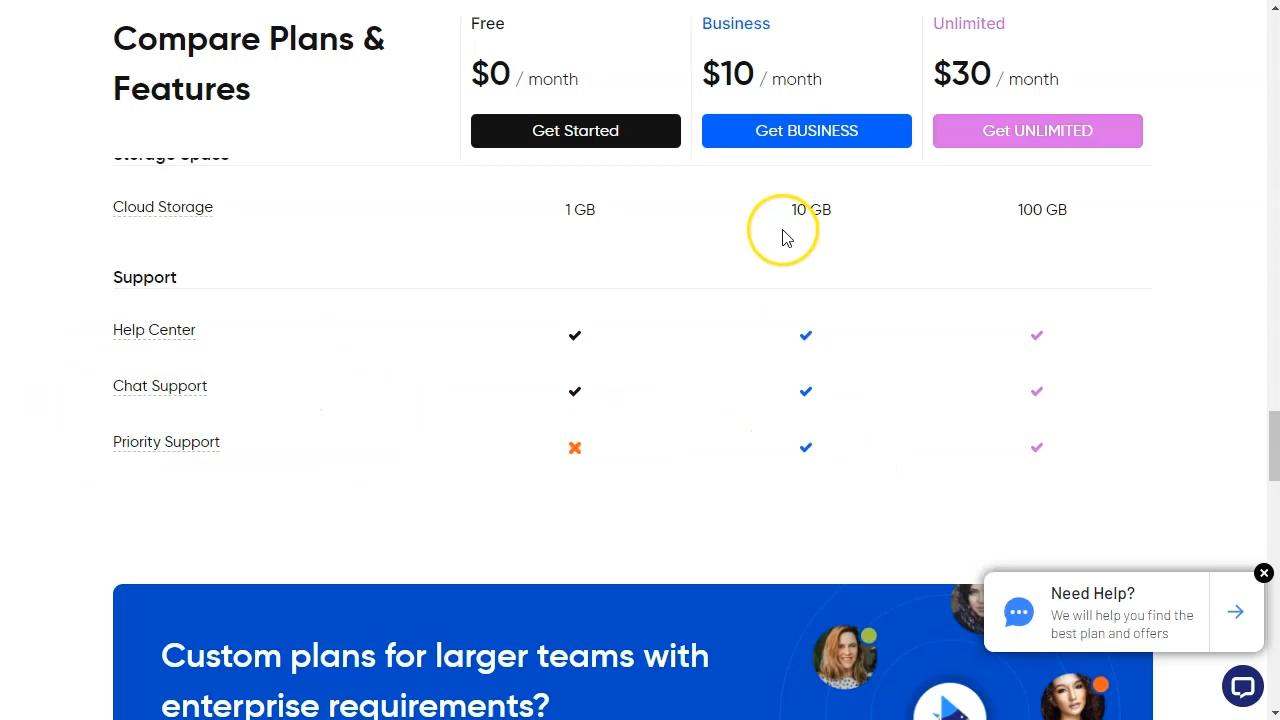 Compare Plans &
Features
Free
$0 / month
Get Started
Business
$10 / month
Get BUSINESS
Unlimited
$30 / month
Get UNLIMITED
Storage Space
Cloud Storage
1 GB
10 GB
100 GB
Support
Help Center
Chat Support
Priority Support
Need Help?
We will help you find the
best plan and offers
Custom plans for larger teams with
enterprise requirements?